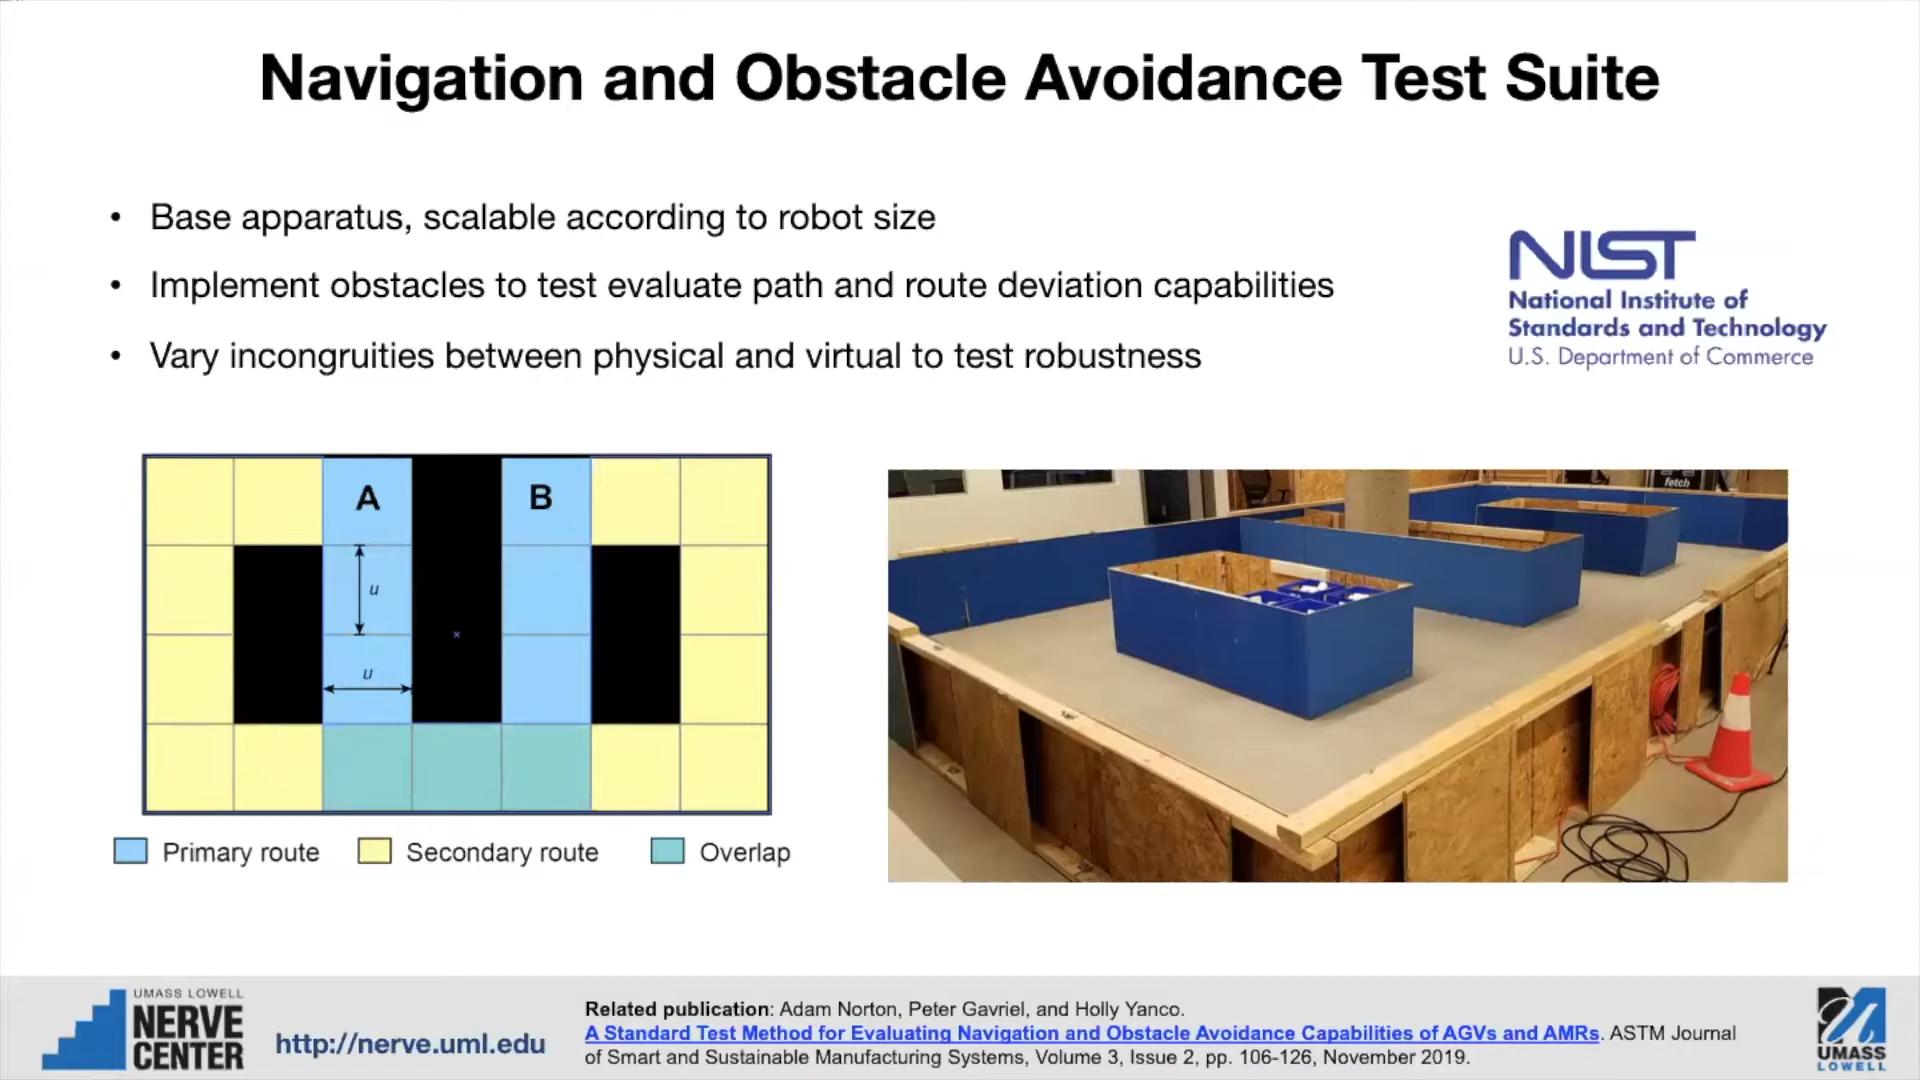 Navigation and Obstacle Avoidance Test Suite
• Base apparatus, scalable according to robot size
• Implement obstacles to test evaluate path and route deviation capabilities
• Vary incongruities between physical and virtual to test robustness
NIST
National Institute of
Standards and Technology
U.S. Department of Commerce
A B
u
u
Primary route Secondary route Overlap
fetch
UMASS LOWELL
NERVE
CENTER
http://nerve.uml.edu
Related publication: Adam Norton, Peter Gavriel, and Holly Yanco.
A Standard Test Method for Evaluating Navigation and Obstacle Avoidance Capabilities of AGVs and AMRs. ASTM Journal
of Smart and Sustainable Manufacturing Systems, Volume 3, Issue 2, pp. 106-126, November 2019.
UMASS
LOWELL